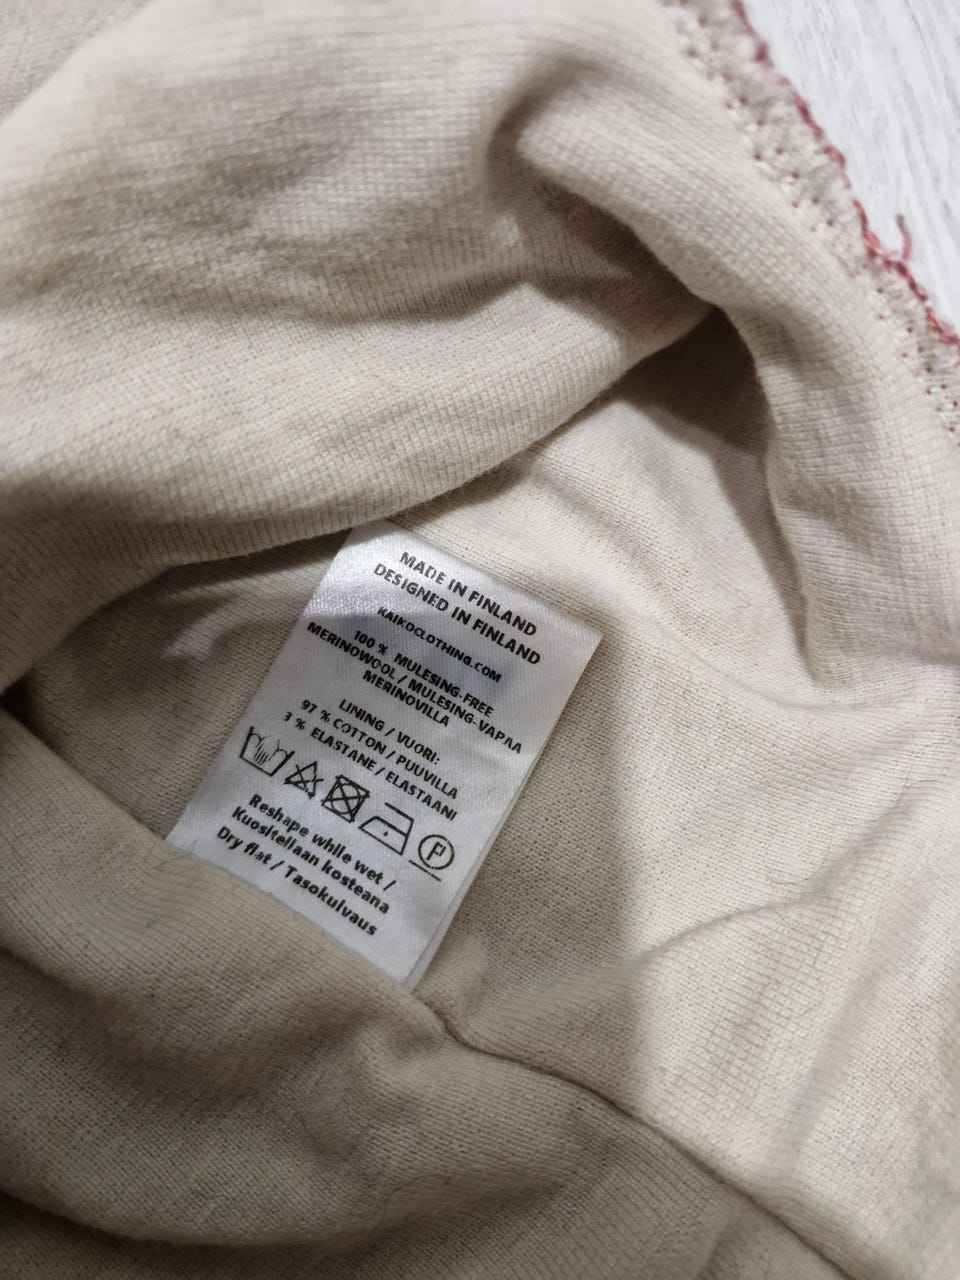 MADE IN FINLAND
DESIGNED IN FINLAND
KAIKOCLOTHING.COM
100 % MULESING-FREE
MERINOWOOL / MULESING-VAPAA
MERINOVILLA
LINING / VUORI:
97 % COTTON / PUUVILLA
3 % ELASTANE / ELASTAANI
P
Reshape while wet /
Kuositellaan kosteana
Dry flat / Tasokuivaus